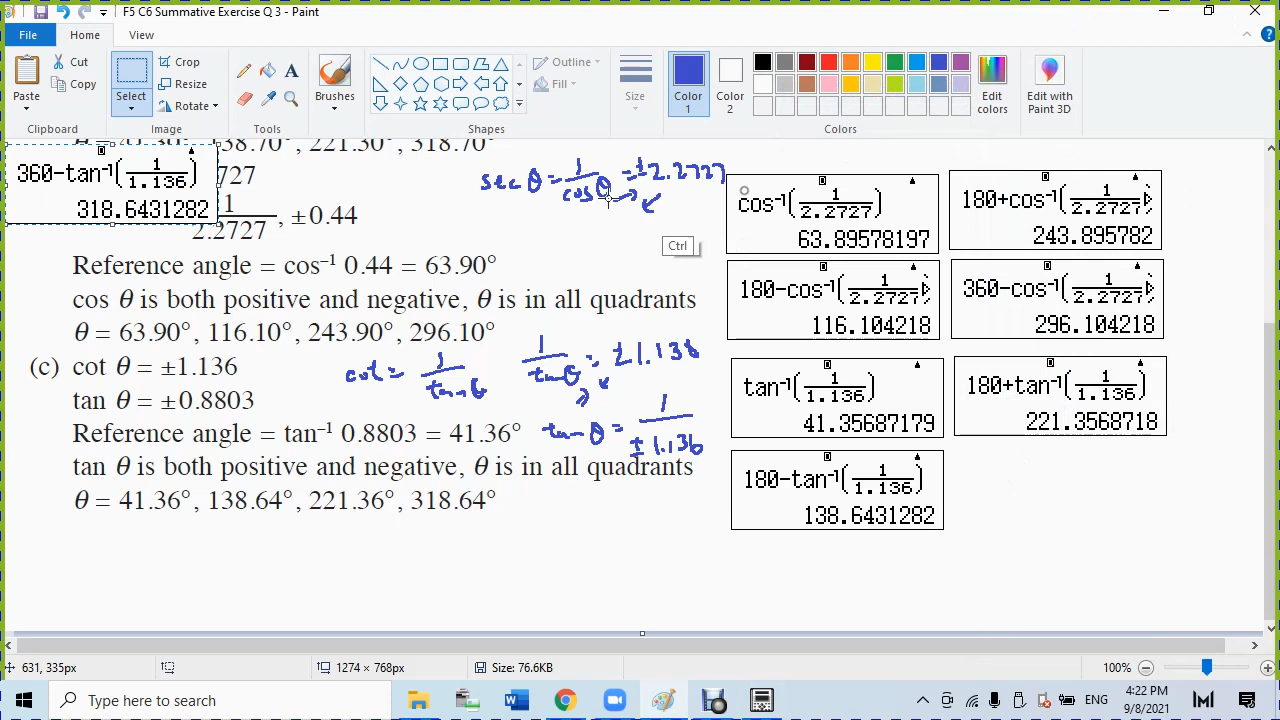 F5 C6 Summative Exercise Q 3 - Paint
File Home View
Paste Cut Copy
Select Crop Resize Rotate
A
Brushes
Outline
Fill
Size
Color 1 Color 2
Edit colors
Edit with Paint 3D
Clipboard Image Tools Shapes Colors
138.70°, 221.30°, 318.70°
360-tan⁻¹(1/1.136)
318.6431282
727
1/2.2727, ±0.44
sec θ = 1/cos θ = ±2.2727
Ctrl
Reference angle = cos⁻¹ 0.44 = 63.90°
cos θ is both positive and negative, θ is in all quadrants
θ = 63.90°, 116.10°, 243.90°, 296.10°
(c) cot θ = ±1.136
tan θ = ±0.8803
Reference angle = tan⁻¹ 0.8803 = 41.36°
tan θ is both positive and negative, θ is in all quadrants
θ = 41.36°, 138.64°, 221.36°, 318.64°
cot = 1/tan θ
1/tan θ = ±1.136
tan θ = 1/±1.136
cos⁻¹(1/2.2727)
63.89578197
180+cos⁻¹(1/2.2727
243.895782
180-cos⁻¹(1/2.2727
116.104218
360-cos⁻¹(1/2.2727
296.104218
tan⁻¹(1/1.136)
41.35687179
180+tan⁻¹(1/1.136)
221.3568718
180-tan⁻¹(1/1.136)
138.6431282
631, 335px 1274 × 768px Size: 76.6KB 100%
Type here to search
ENG
4:22 PM
9/8/2021